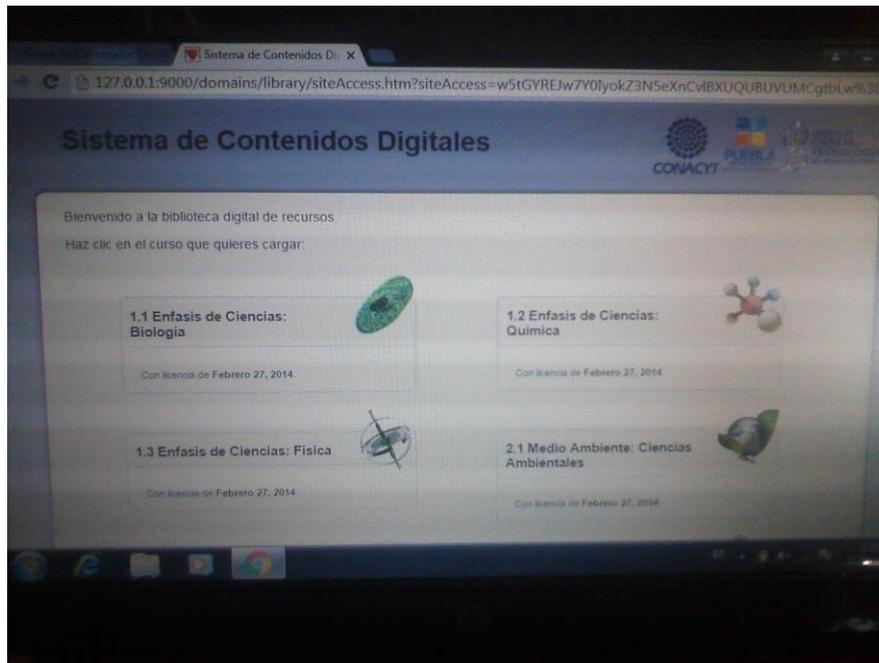 Sistema de Contenidos Di
127.0.0.1:9000/domains/library/siteAccess.htm?siteAccess=
Sistema de Contenidos Digitales
CONACYT
PUEBLA
Bienvenido a la biblioteca digital de recursos.
Haz clic en el curso que quieres cargar:
1.1 Enfasis de Ciencias:
Biologia
Con licencia de Febrero 27, 2014.
1.2 Enfasis de Ciencias:
Quimica
Con licencia de Febrero 27, 2014
1.3 Enfasis de Ciencias: Física
Con licencia de Febrero 27, 2014
2.1 Medio Ambiente: Ciencias
Ambientales
Con licencia de Febrero 27, 2014
ES